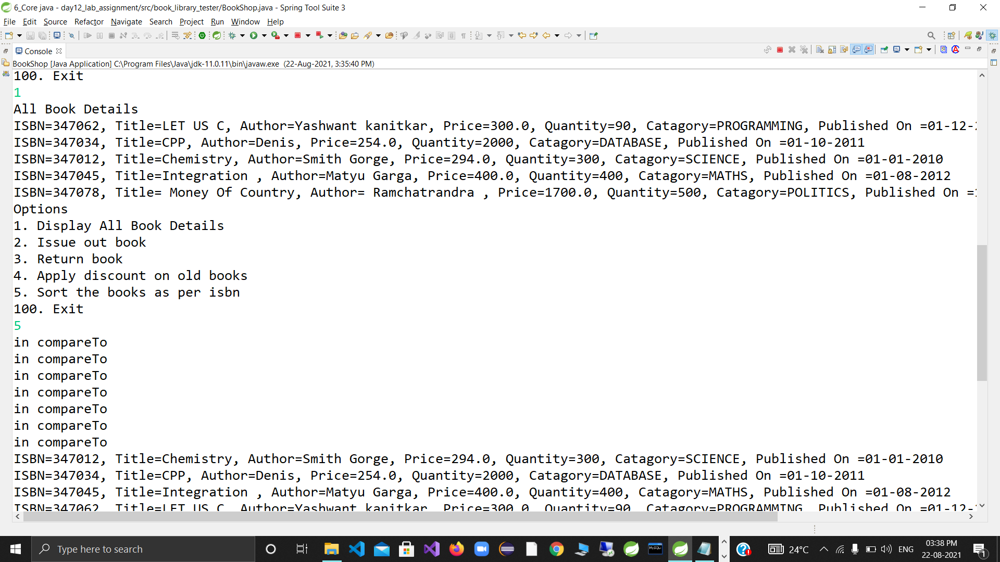 6_Core java - day12_lab_assignment/src/book_library_tester/BookShop.java - Spring Tool Suite 3
File Edit Source Refactor Navigate Search Project Run Window Help
Console
BookShop [Java Application] C:\Program Files\Java\jdk-11.0.11\bin\javaw.exe (22-Aug-2021, 3:35:40 PM)
100. Exit
1
All Book Details
ISBN=347062, Title=LET US C, Author=Yashwant kanitkar, Price=300.0, Quantity=90, Catagory=PROGRAMMING, Published On =01-12-
ISBN=347034, Title=CPP, Author=Denis, Price=254.0, Quantity=2000, Catagory=DATABASE, Published On =01-10-2011
ISBN=347012, Title=Chemistry, Author=Smith Gorge, Price=294.0, Quantity=300, Catagory=SCIENCE, Published On =01-01-2010
ISBN=347045, Title=Integration , Author=Matyu Garga, Price=400.0, Quantity=400, Catagory=MATHS, Published On =01-08-2012
ISBN=347078, Title= Money Of Country, Author= Ramchatrandra , Price=1700.0, Quantity=500, Catagory=POLITICS, Published On =
Options
1. Display All Book Details
2. Issue out book
3. Return book
4. Apply discount on old books
5. Sort the books as per isbn
100. Exit
5
in compareTo
in compareTo
in compareTo
in compareTo
in compareTo
in compareTo
in compareTo
ISBN=347012, Title=Chemistry, Author=Smith Gorge, Price=294.0, Quantity=300, Catagory=SCIENCE, Published On =01-01-2010
ISBN=347034, Title=CPP, Author=Denis, Price=254.0, Quantity=2000, Catagory=DATABASE, Published On =01-10-2011
ISBN=347045, Title=Integration , Author=Matyu Garga, Price=400.0, Quantity=400, Catagory=MATHS, Published On =01-08-2012
ISBN=347062, Title=LET US C, Author=Yashwant kanitkar, Price=300.0, Quantity=90, Catagory=PROGRAMMING, Published On =01-12-
Type here to search
MySQL
24°C
ENG
03:38 PM
22-08-2021
1